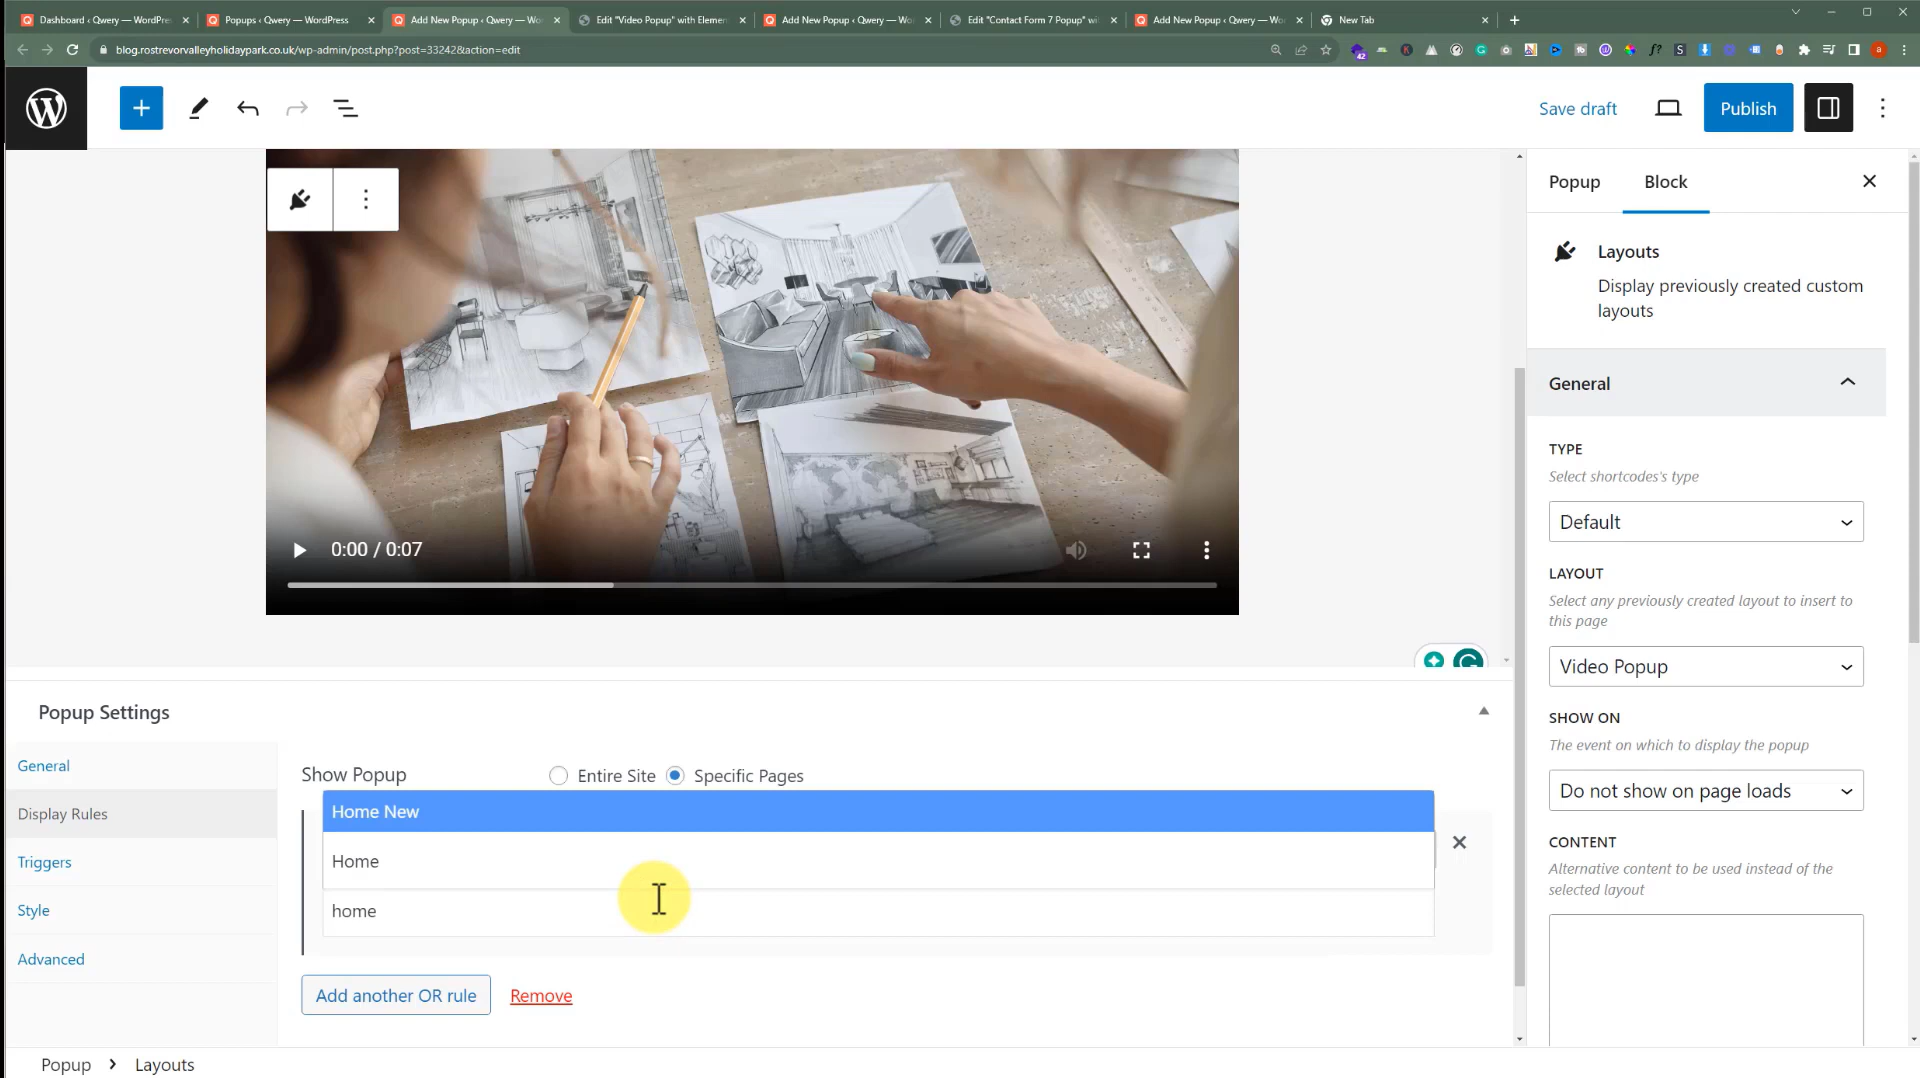 Dashboard ‹ Qwery — WordPres
Popups ‹ Qwery — WordPress
Add New Popup ‹ Qwery — Wo
Edit "Video Popup" with Elemen
Add New Popup ‹ Qwery — Wo
Edit "Contact Form 7 Popup" wi
Add New Popup ‹ Qwery — Wo
New Tab
blog.rostrevorvalleyholidaypark.co.uk/wp-admin/post.php?post=33242&action=edit
42
Save draft
Publish
Popup
Block
Layouts
Display previously created custom
layouts
General
TYPE
Select shortcodes's type
Default
LAYOUT
Select any previously created layout to insert to
this page
Video Popup
SHOW ON
The event on which to display the popup
Do not show on page loads
CONTENT
Alternative content to be used instead of the
selected layout
0:00 / 0:07
Popup Settings
General
Display Rules
Triggers
Style
Advanced
Show Popup
Entire Site
Specific Pages
Home New
Home
home
Add another OR rule
Remove
Popup
Layouts